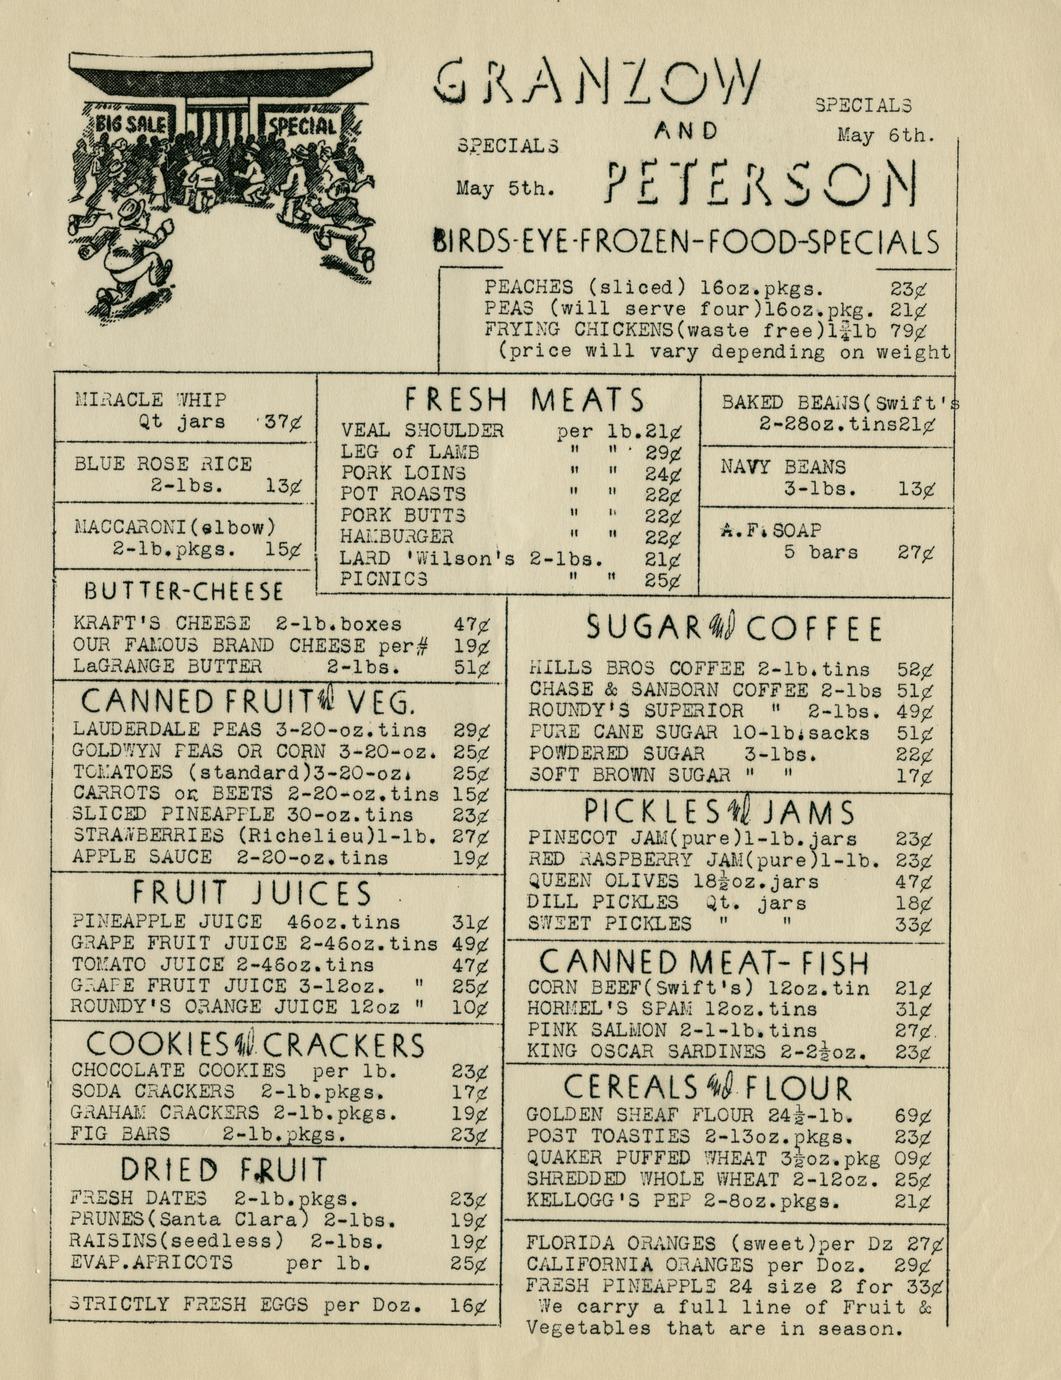 BIG SALE
SPECIAL
GRANZOW
AND
PETERSON
SPECIALS
May 5th.
SPECIALS
May 6th.
BIRDS-EYE-FROZEN-FOOD-SPECIALS
PEACHES (sliced) 16oz.pkgs. 23¢
PEAS (will serve four)16oz.pkg. 21¢
FRYING CHICKENS(waste free)1¾lb 79¢
(price will vary depending on weight
MIRACLE WHIP
Qt jars 37¢
BLUE ROSE RICE
2-lbs. 13¢
MACCARONI(elbow)
2-lb.pkgs. 15¢
FRESH MEATS
VEAL SHOULDER per lb.21¢
LEG of LAMB " " 29¢
PORK LOINS " " 24¢
POT ROASTS " " 22¢
PORK BUTTS " " 22¢
HAMBURGER " " 22¢
LARD 'Wilson's 2-lbs. 21¢
PICNICS " " 25¢
BAKED BEANS(Swift's
2-28oz.tins21¢
NAVY BEANS
3-lbs. 13¢
A.F.SOAP
5 bars 27¢
BUTTER-CHEESE
KRAFT'S CHEESE 2-lb.boxes 47¢
OUR FAMOUS BRAND CHEESE per# 19¢
LaGRANGE BUTTER 2-lbs. 51¢
CANNED FRUIT and VEG.
LAUDERDALE PEAS 3-20-oz.tins 29¢
GOLDWYN PEAS OR CORN 3-20-oz. 25¢
TOMATOES (standard)3-20-oz. 25¢
CARROTS or BEETS 2-20-oz.tins 15¢
SLICED PINEAPPLE 30-oz.tins 23¢
STRAWBERRIES (Richelieu)1-lb. 27¢
APPLE SAUCE 2-20-oz.tins 19¢
FRUIT JUICES
PINEAPPLE JUICE 46oz.tins 31¢
GRAPE FRUIT JUICE 2-46oz.tins 49¢
TOMATO JUICE 2-46oz.tins 47¢
GRAPE FRUIT JUICE 3-12oz. " 25¢
ROUNDY'S ORANGE JUICE 12oz " 10¢
COOKIES and CRACKERS
CHOCOLATE COOKIES per lb. 23¢
SODA CRACKERS 2-lb.pkgs. 17¢
GRAHAM CRACKERS 2-lb.pkgs. 19¢
FIG BARS 2-lb.pkgs. 23¢
DRIED FRUIT
FRESH DATES 2-lb.pkgs. 23¢
PRUNES(Santa Clara) 2-lbs. 19¢
RAISINS(seedless) 2-lbs. 19¢
EVAP.APRICOTS per lb. 25¢
STRICTLY FRESH EGGS per Doz. 16¢
SUGAR and COFFEE
HILLS BROS COFFEE 2-lb.tins 52¢
CHASE & SANBORN COFFEE 2-lbs 51¢
ROUNDY'S SUPERIOR " 2-lbs. 49¢
PURE CANE SUGAR 10-lb.sacks 51¢
POWDERED SUGAR 3-lbs. 22¢
SOFT BROWN SUGAR " " 17¢
PICKLES and JAMS
PINECOT JAM(pure)1-lb.jars 23¢
RED RASPBERRY JAM(pure)1-lb. 23¢
QUEEN OLIVES 18½oz.jars 47¢
DILL PICKLES Qt. jars 18¢
SWEET PICKLES " " 33¢
CANNED MEAT-FISH
CORN BEEF(Swift's) 12oz.tin 21¢
HORMEL'S SPAM 12oz.tins 31¢
PINK SALMON 2-1-lb.tins 27¢
KING OSCAR SARDINES 2-2½oz. 23¢
CEREALS and FLOUR
GOLDEN SHEAF FLOUR 24½-lb. 69¢
POST TOASTIES 2-13oz.pkgs. 23¢
QUAKER PUFFED WHEAT 3½oz.pkg 09¢
SHREDDED WHOLE WHEAT 2-12oz. 25¢
KELLOGG'S PEP 2-8oz.pkgs. 21¢
FLORIDA ORANGES (sweet)per Dz 27¢
CALIFORNIA ORANGES per Doz. 29¢
FRESH PINEAPPLE 24 size 2 for 33¢
We carry a full line of Fruit &
Vegetables that are in season.